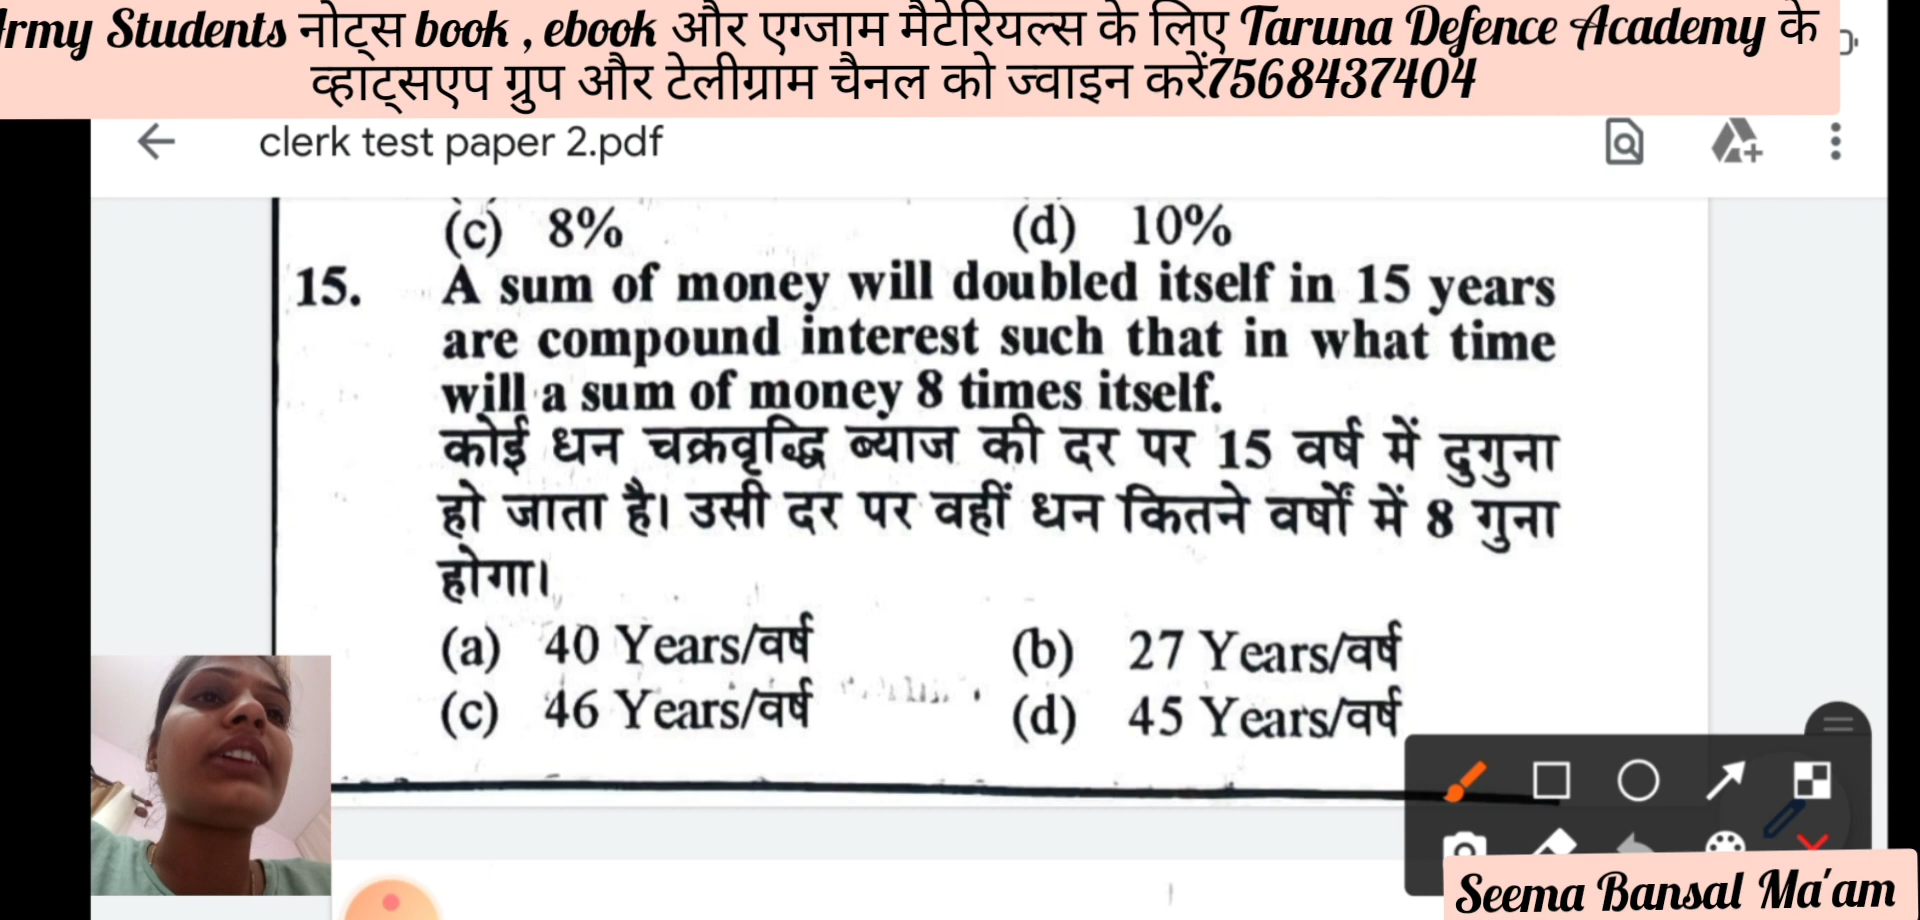 rmy Students नोट्स book , ebook और एग्जाम मैटेरियल्स के लिए Taruna Defence Academy के
व्हाट्सएप ग्रुप और टेलीग्राम चैनल को ज्वाइन करें7568437404
clerk test paper 2.pdf
(c) 8% (d) 10%
15. A sum of money will doubled itself in 15 years
are compound interest such that in what time
will a sum of money 8 times itself.
कोई धन चक्रवृद्धि ब्याज की दर पर 15 वर्ष में दुगुना
हो जाता है। उसी दर पर वहीं धन कितने वर्षों में 8 गुना
होगा।
(a) 40 Years/वर्ष (b) 27 Years/वर्ष
(c) 46 Years/वर्ष (d) 45 Years/वर्ष
Seema Bansal Ma'am